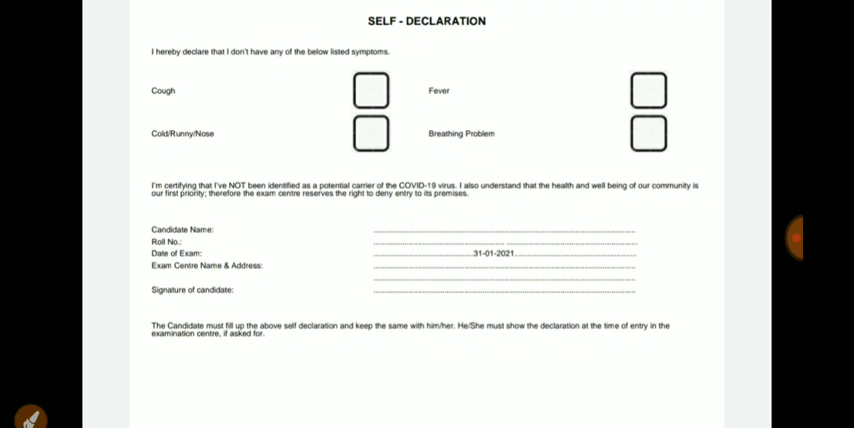 SELF - DECLARATION
I hereby declare that I don't have any of the below listed symptoms.
Cough Fever
Cold/Runny/Nose Breathing Problem
I'm certifying that I've NOT been identified as a potential carrier of the COVID-19 virus. I also understand that the health and well being of our community is
our first priority; therefore the exam centre reserves the right to deny entry to its premises.
Candidate Name:
Roll No.:
Date of Exam: 31-01-2021
Exam Centre Name & Address:
Signature of candidate:
The Candidate must fill up the above self declaration and keep the same with him/her. He/She must show the declaration at the time of entry in the
examination centre, if asked for.